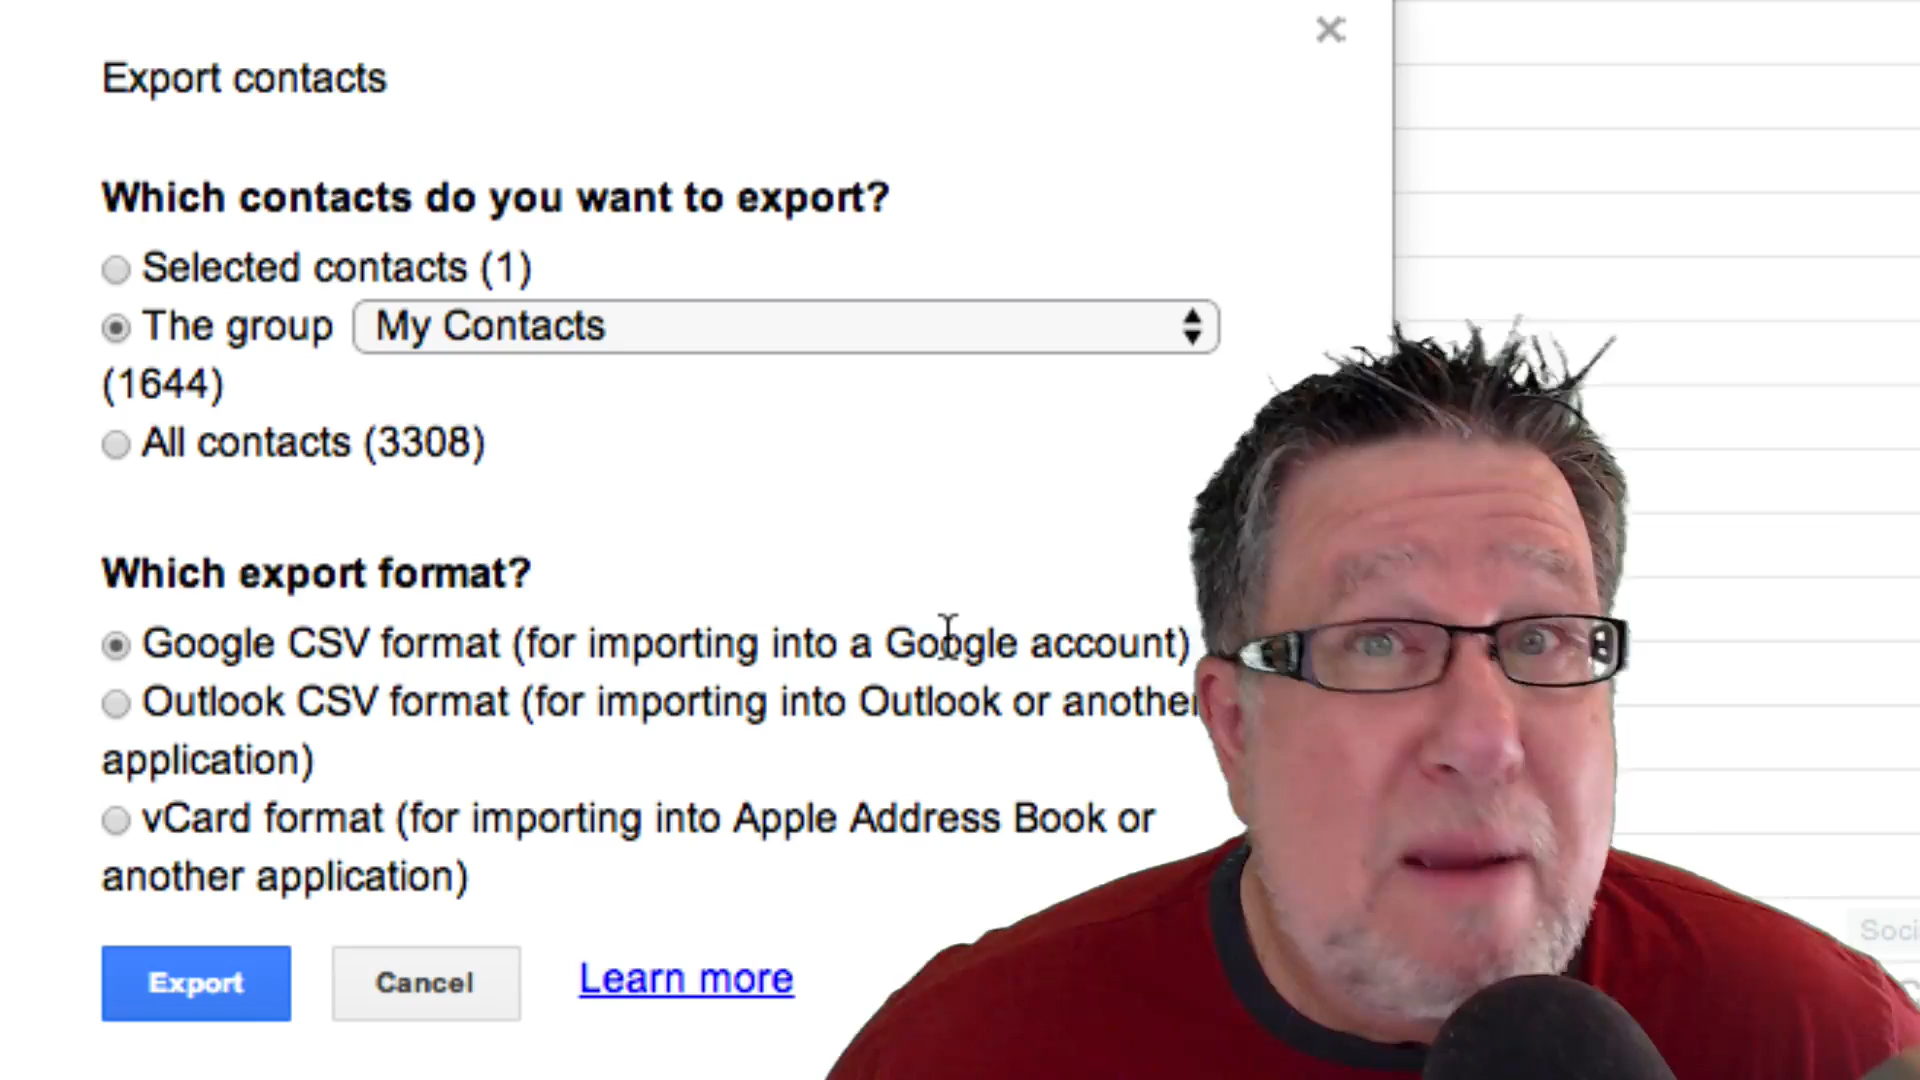 Export contacts
Which contacts do you want to export?
Selected contacts (1)
The group My Contacts
(1644)
All contacts (3308)
Which export format?
Google CSV format (for importing into a Google account)
Outlook CSV format (for importing into Outlook or another
application)
vCard format (for importing into Apple Address Book or
another application)
Export Cancel Learn more
Soci